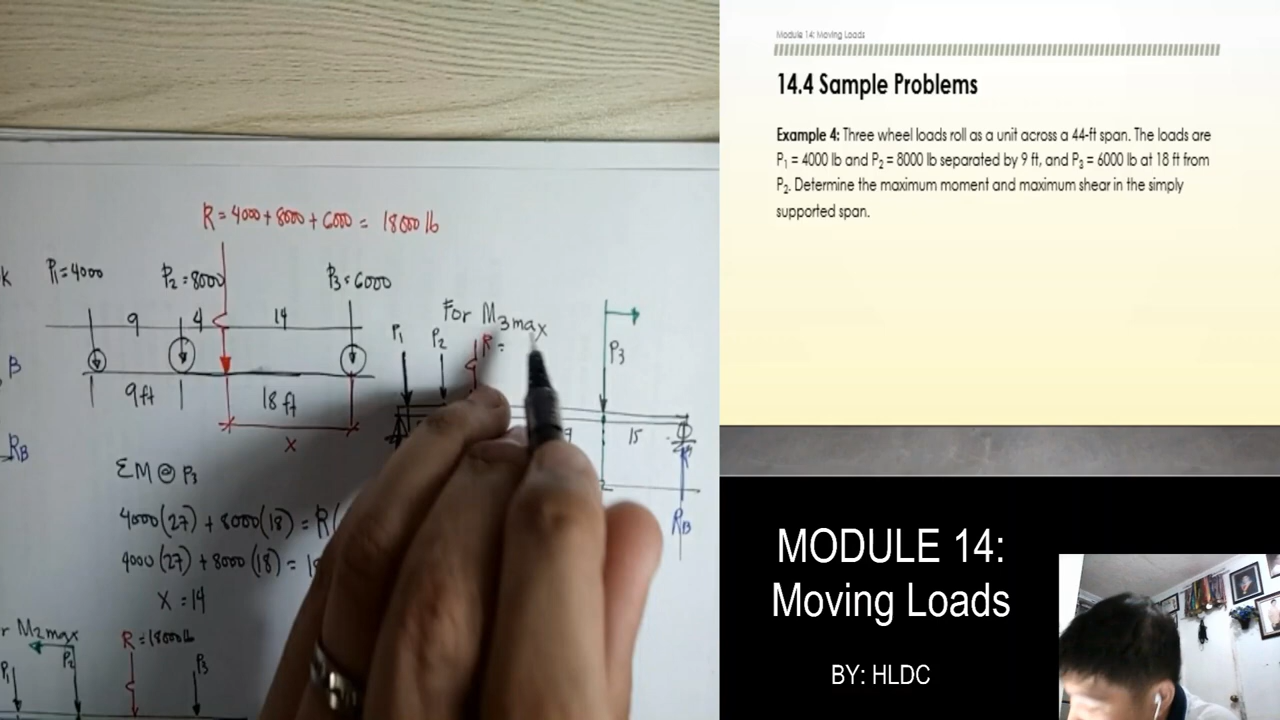 R = 4000 + 8000 + 6000 = 18000 lb
P1 = 4000
P2 = 8000
P3 = 6000
K
9
4
14
For M3max
P1
P2
R =
P3
B
9ft
18 ft
15
x
RB
RB
ΣM @ P3
4000(27) + 8000(18) = R(
4000(27) + 8000(18) = 18
x = 14
r M2max
R = 18000 lb
P1
P2
P3
Module 14: Moving Loads
14.4 Sample Problems
Example 4: Three wheel loads roll as a unit across a 44-ft span. The loads are
P1 = 4000 lb and P2 = 8000 lb separated by 9 ft, and P3 = 6000 lb at 18 ft from
P2. Determine the maximum moment and maximum shear in the simply
supported span.
MODULE 14:
Moving Loads
BY: HLDC